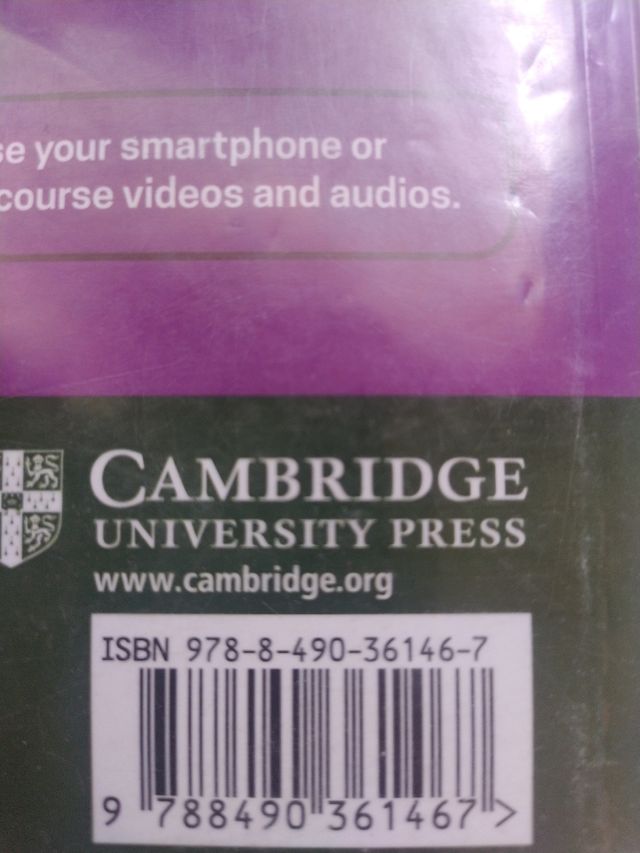 se your smartphone or
course videos and audios.
CAMBRIDGE
UNIVERSITY PRESS
www.cambridge.org
ISBN 978-8-490-36146-7
9 788490 361467 >